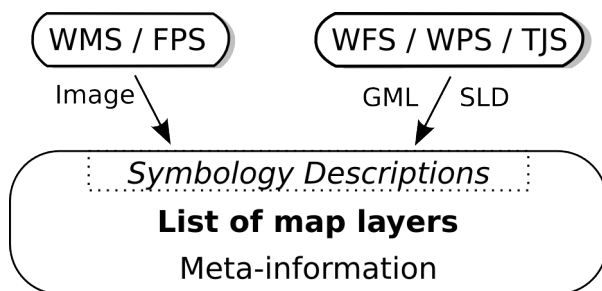 WMS / FPS
WFS / WPS / TJS
Image
GML
SLD
Symbology Descriptions
List of map layers
Meta-information